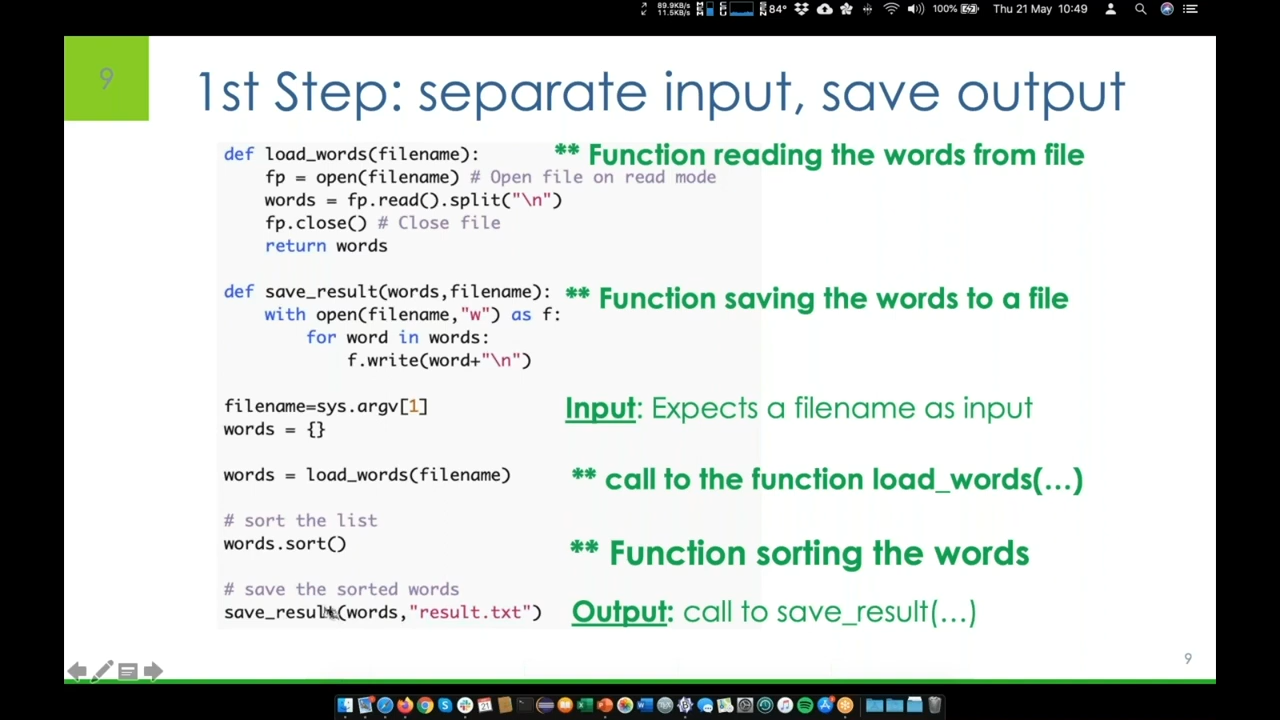 89.9KB/s
11.5KB/s
84°
100%
Thu 21 May 10:49
9
1st Step: separate input, save output
def load_words(filename): ** Function reading the words from file
fp = open(filename) # Open file on read mode
words = fp.read().split("\n")
fp.close() # Close file
return words
def save_result(words,filename): ** Function saving the words to a file
with open(filename,"w") as f:
for word in words:
f.write(word+"\n")
filename=sys.argv[1] Input: Expects a filename as input
words = {}
words = load_words(filename) ** call to the function load_words(...)
# sort the list
words.sort() ** Function sorting the words
# save the sorted words
save_result(words,"result.txt") Output: call to save_result(...)
9